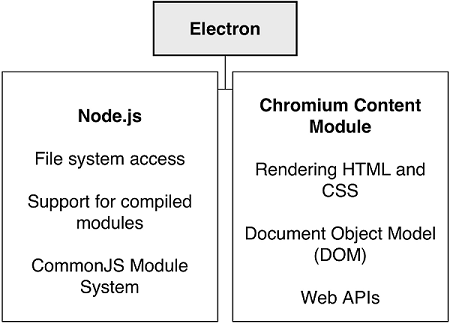 Electron
Node.js
File system access
Support for compiled
modules
CommonJS Module
System
Chromium Content
Module
Rendering HTML and
CSS
Document Object Model
(DOM)
Web APIs